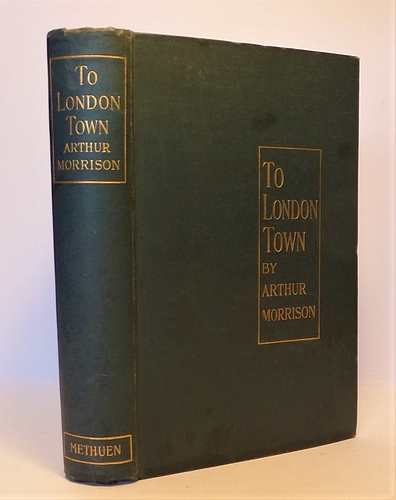 To
London
Town
Arthur
Morrison
Methuen
To
London
Town
By
Arthur
Morrison